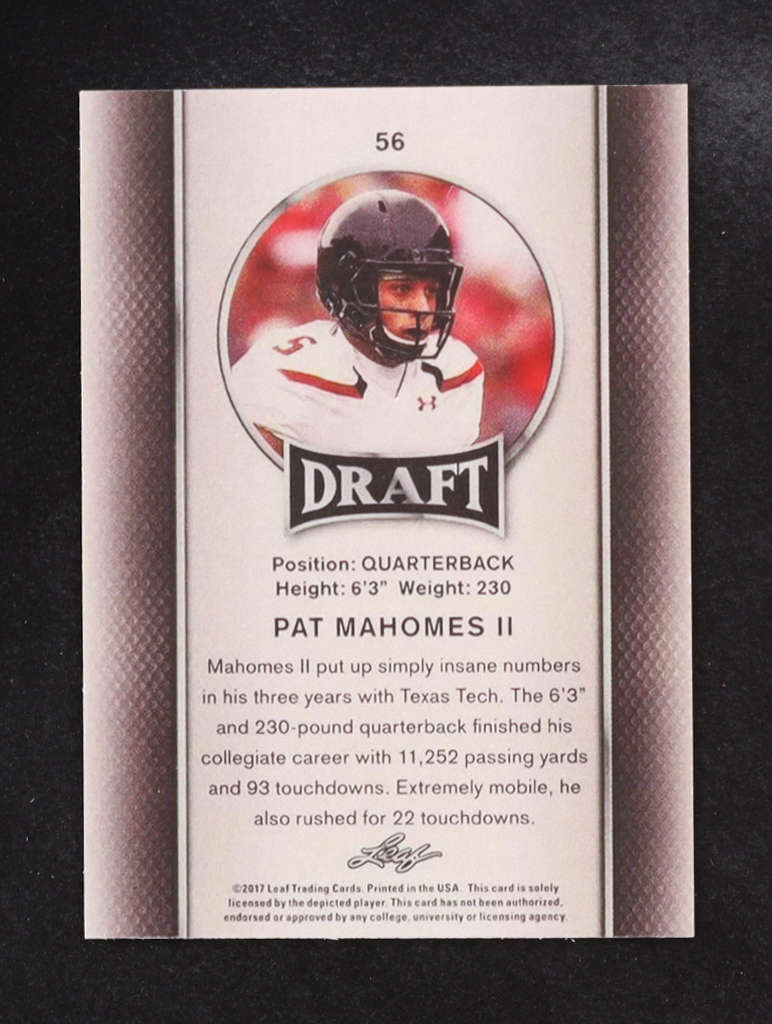 56
5
DRAFT
Position: QUARTERBACK
Height: 6'3" Weight: 230
PAT MAHOMES II
Mahomes II put up simply insane numbers
in his three years with Texas Tech. The 6'3"
and 230-pound quarterback finished his
collegiate career with 11,252 passing yards
and 93 touchdowns. Extremely mobile, he
also rushed for 22 touchdowns.
Leaf
©2017 Leaf Trading Cards. Printed in the USA. This card is solely
licensed by the depicted player. This card has not been authorized,
endorsed or approved by any college, university or licensing agency.